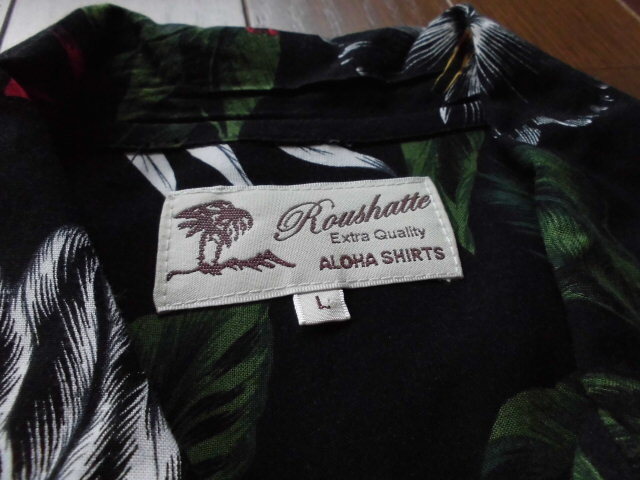 Roushatte
Extra Quality
ALOHA SHIRTS
L